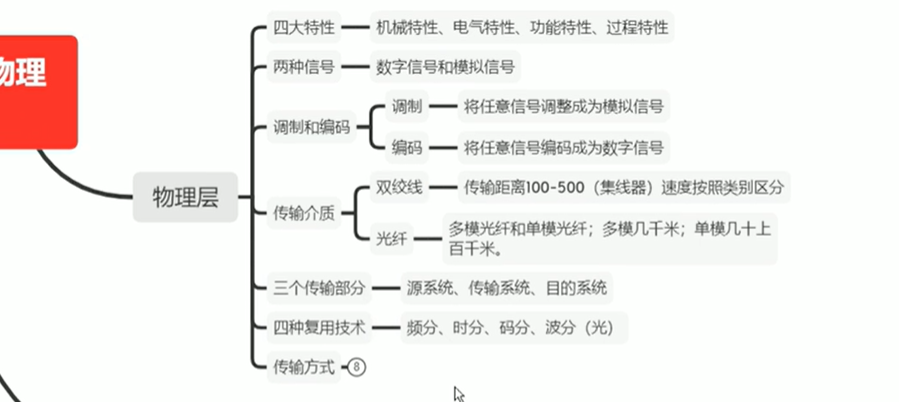 物理
物理层
四大特性
机械特性、电气特性、功能特性、过程特性
两种信号
数字信号和模拟信号
调制和编码
调制
将任意信号调整成为模拟信号
编码
将任意信号编码成为数字信号
传输介质
双绞线
传输距离100-500（集线器）速度按照类别区分
光纤
多模光纤和单模光纤；多模几千米；单模几十上
百千米。
三个传输部分
源系统、传输系统、目的系统
四种复用技术
频分、时分、码分、波分（光）
传输方式
8